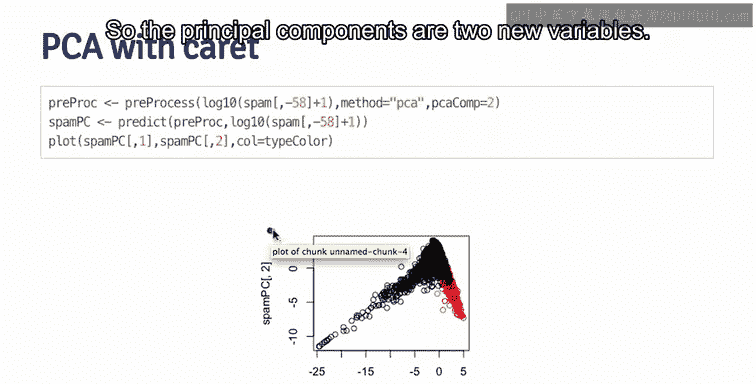 So the principal components are two new variables.
PCA with caret
preProc <- preProcess(log10(spam[,-58]+1),method="pca",pcaComp=2)
spamPC <- predict(preProc,log10(spam[,-58]+1))
plot(spamPC[,1],spamPC[,2],col=typeColor)
plot of chunk unnamed-chunk-4
spamPC[, 2]
0
-5
-10
-25 -15 -5 0 5